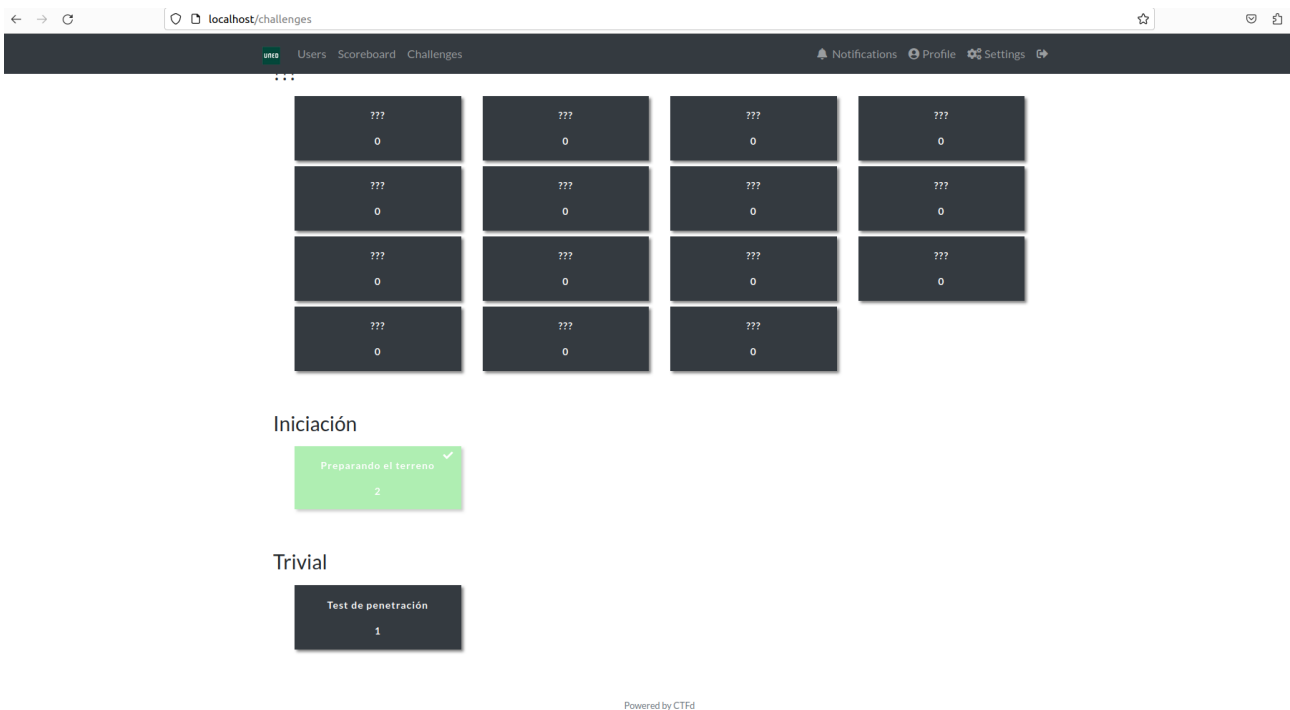 localhost/challenges
UNED Users Scoreboard Challenges Notifications Profile Settings
??? ??? ??? ???
0 0 0 0
??? ??? ??? ???
0 0 0 0
??? ??? ??? ???
0 0 0 0
??? ??? ???
0 0 0
Iniciación
Preparando el terreno
2
Trivial
Test de penetración
1
Powered by CTFd